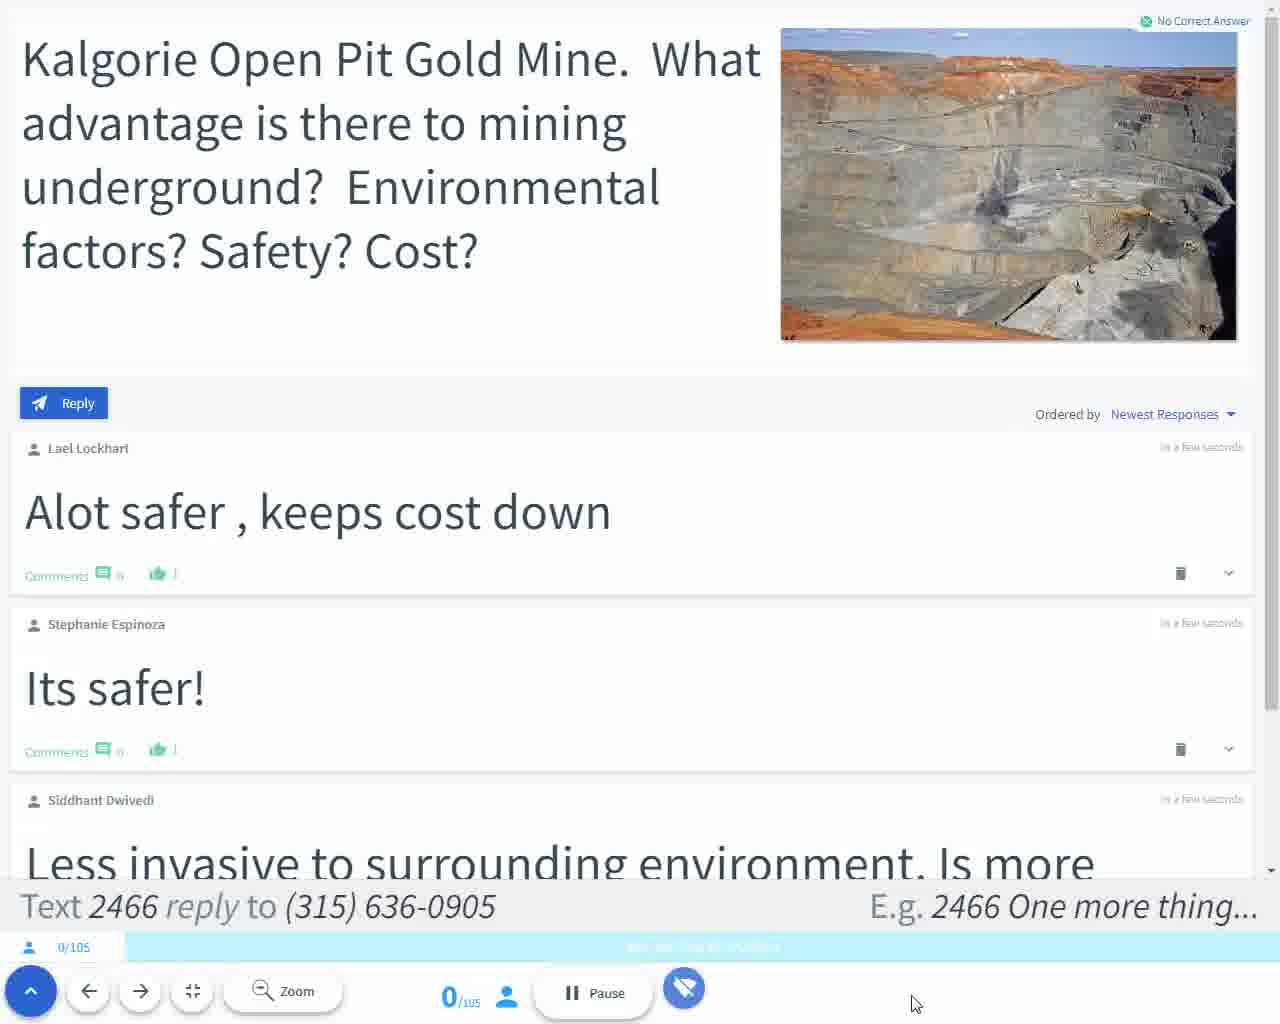 No Correct Answer
Kalgorie Open Pit Gold Mine. What
advantage is there to mining
underground? Environmental
factors? Safety? Cost?
Reply
Ordered by Newest Responses
Lael Lockhart
in a few seconds
Alot safer , keeps cost down
Comments 0 1
Stephanie Espinoza
in a few seconds
Its safer!
Comments 0 1
Siddhant Dwivedi
in a few seconds
Less invasive to surrounding environment. Is more
Text 2466 reply to (315) 636-0905
E.g. 2466 One more thing...
0/105
Zoom
0/105
Pause